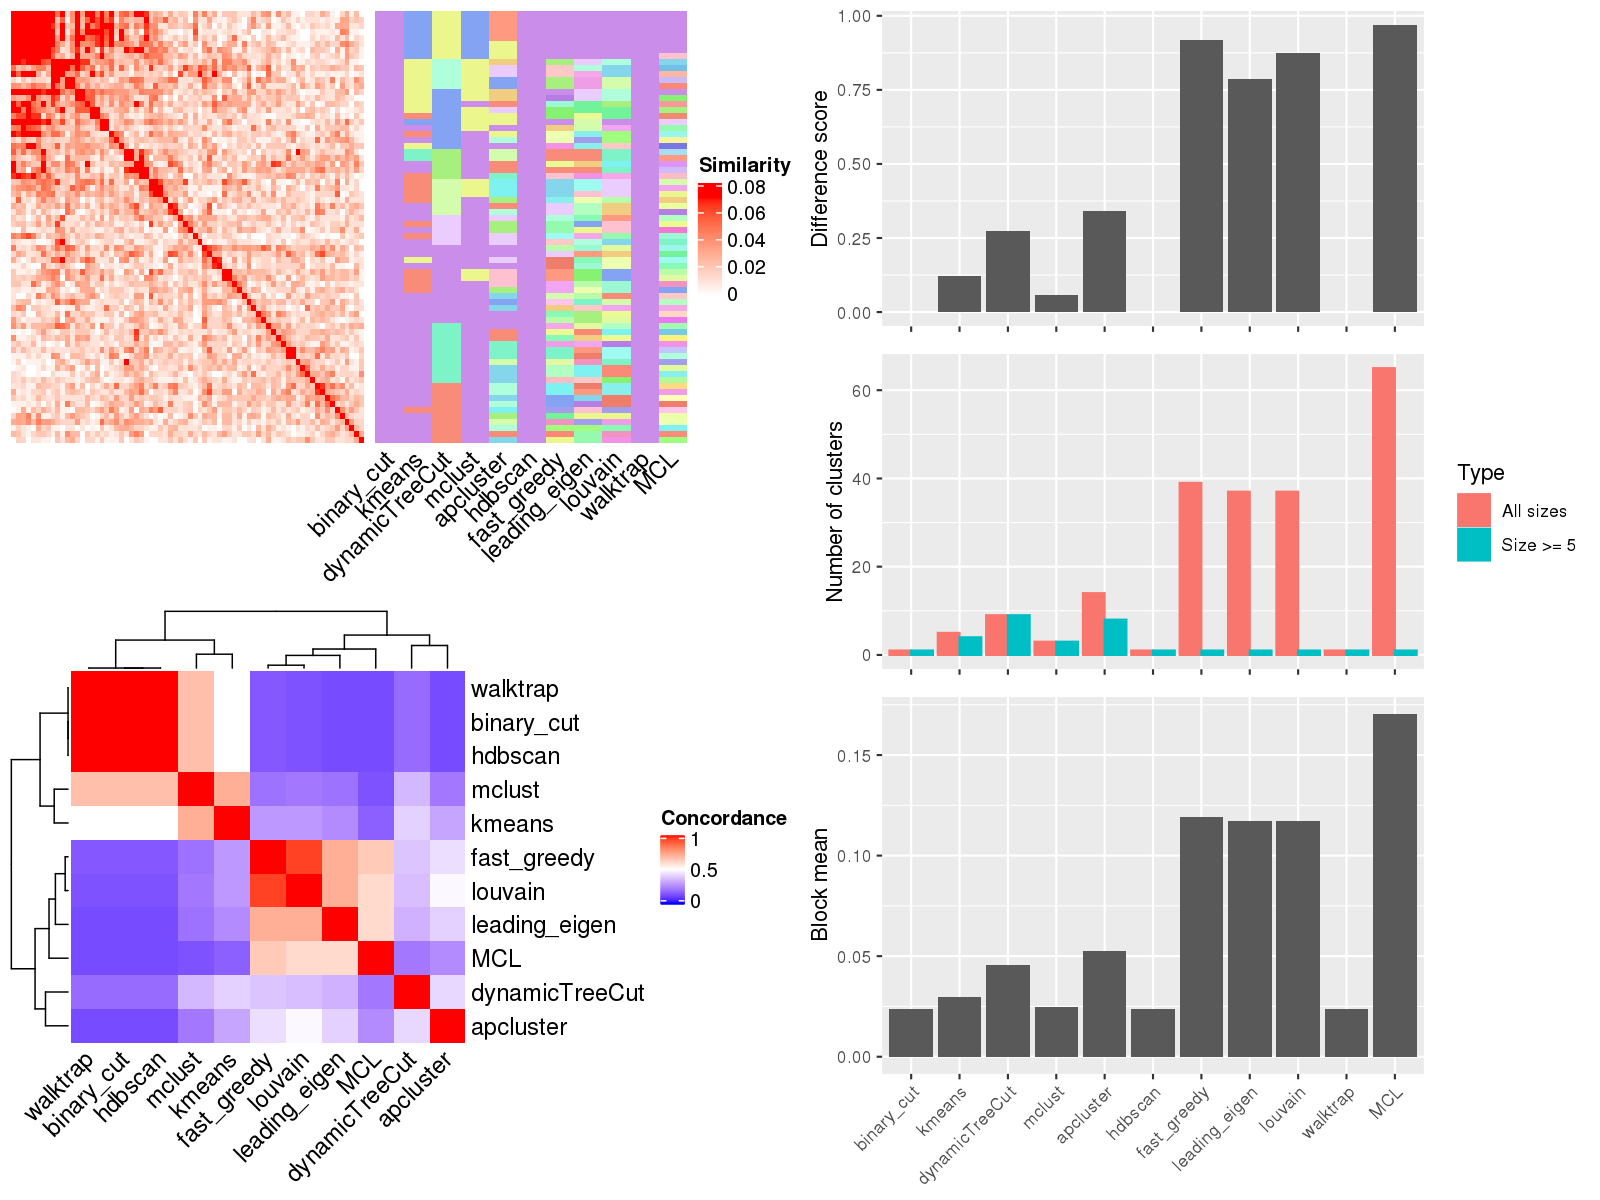 Similarity
0.08
0.06
0.04
0.02
0
binary_cut
kmeans
dynamicTreeCut
mclust
apcluster
hdbscan
fast_greedy
leading_eigen
louvain
walktrap
MCL
walktrap
binary_cut
hdbscan
mclust
kmeans
fast_greedy
louvain
leading_eigen
MCL
dynamicTreeCut
apcluster
walktrap
binary_cut
hdbscan
mclust
kmeans
fast_greedy
louvain
leading_eigen
MCL
dynamicTreeCut
apcluster
Concordance
1
0.5
0
Difference score
1.00
0.75
0.50
0.25
0.00
Number of clusters
60
40
20
0
Type
All sizes
Size >= 5
Block mean
0.15
0.10
0.05
0.00
binary_cut
kmeans
dynamicTreeCut
mclust
apcluster
hdbscan
fast_greedy
leading_eigen
louvain
walktrap
MCL